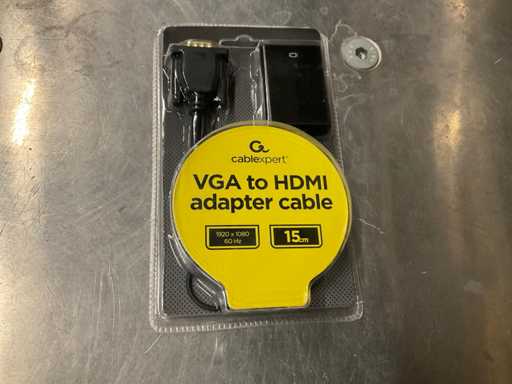 cablexpert®
VGA to HDMI
adapter cable
1920 x 1080
60 Hz
15cm